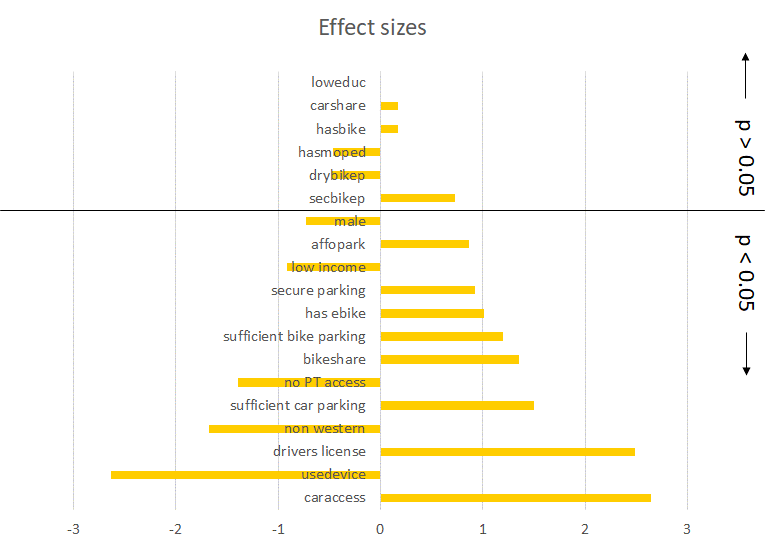 Effect sizes
loweduc
carshare
hasbike
hasmoped
drybikep
secbikep
male
affopark
low income
secure parking
has ebike
sufficient bike parking
bikeshare
no PT access
sufficient car parking
non western
drivers license
usedevice
caraccess
-3 -2 -1 0 1 2 3
p > 0.05
p < 0.05